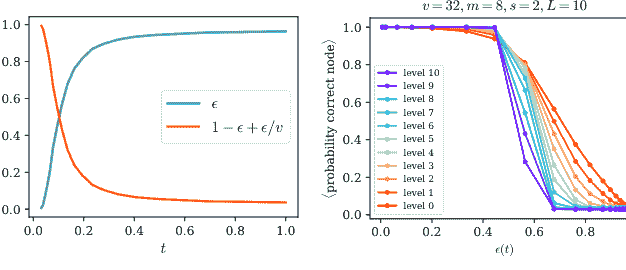 1.0
0.8
0.6
0.4
0.2
0.0
0.0 0.2 0.4 0.6 0.8 1.0
t
ϵ
1 − ϵ + ϵ/v
v = 32, m = 8, s = 2, L = 10
⟨probability correct node⟩
1.0
0.8
0.6
0.4
0.2
0.0
level 10
level 9
level 8
level 7
level 6
level 5
level 4
level 3
level 2
level 1
level 0
0.0 0.2 0.4 0.6 0.8
ϵ(t)